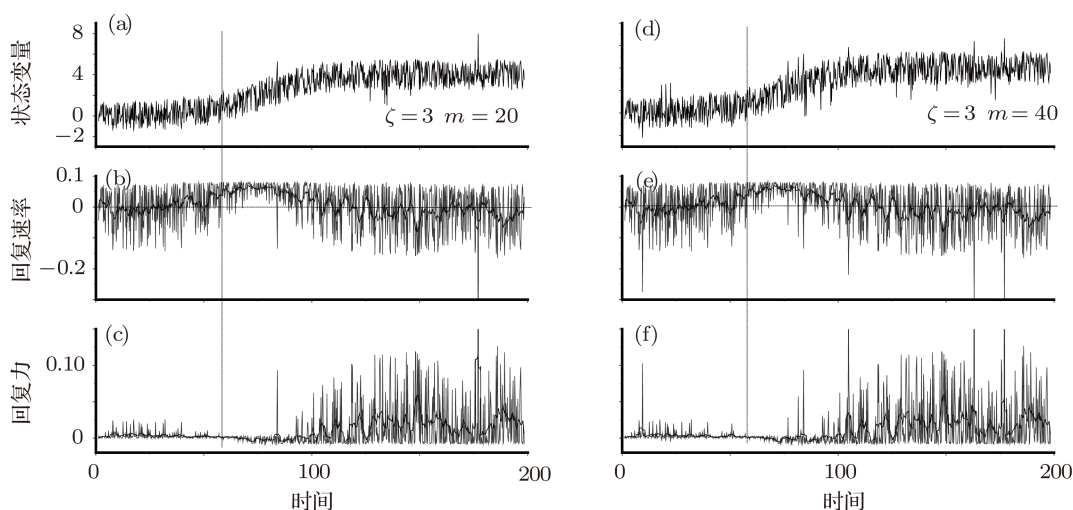 (a)
8
4
0
−2
状态变量
ζ=3 m=20
(b)
0.1
0
−0.2
回复速率
(c)
0.10
0
回复力
0 100 200
时间
(d)
ζ=3 m=40
(e)
(f)
0 100 200
时间